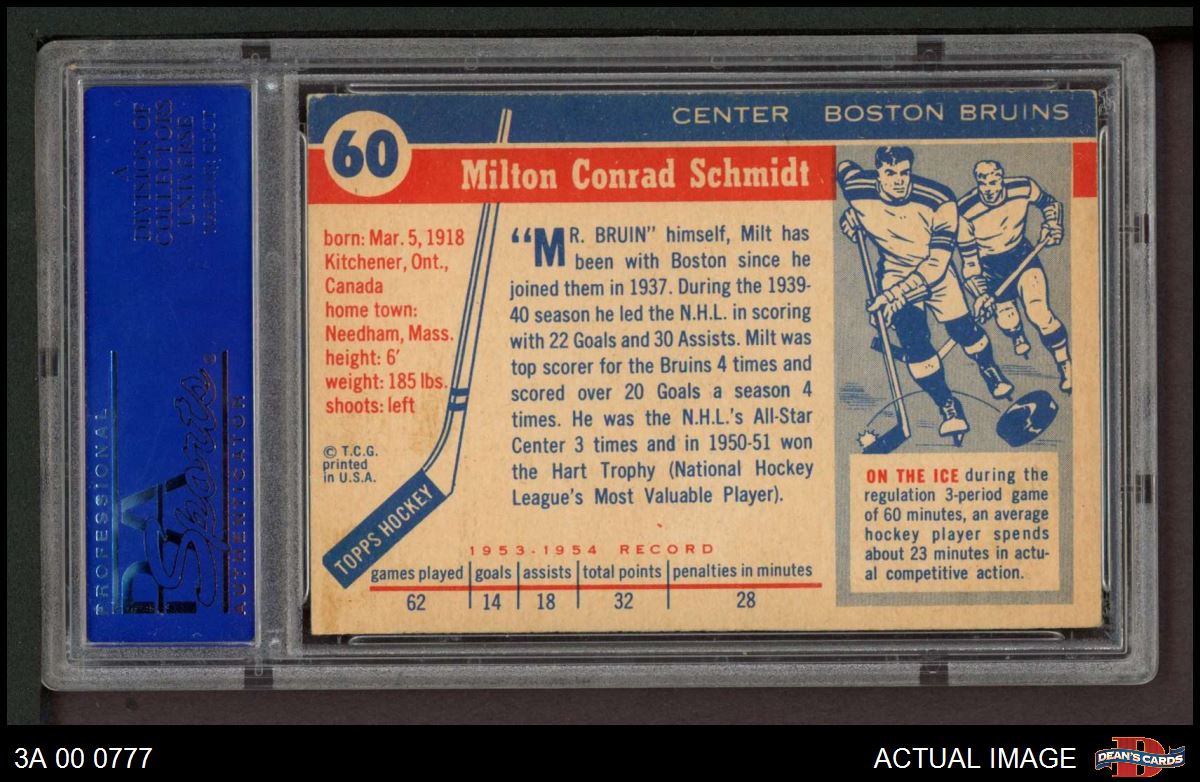 A
DIVISION OF
COLLECTORS
UNIVERSE
PROFESSIONAL
PSA
Sports
AUTHENTICATOR
60
CENTER BOSTON BRUINS
Milton Conrad Schmidt
born: Mar. 5, 1918
Kitchener, Ont.,
Canada
home town:
Needham, Mass.
height: 6'
weight: 185 lbs.
shoots: left
© T.C.G.
printed
in U.S.A.
TOPPS HOCKEY
“MR. BRUIN” himself, Milt has
been with Boston since he
joined them in 1937. During the 1939-
40 season he led the N.H.L. in scoring
with 22 Goals and 30 Assists. Milt was
top scorer for the Bruins 4 times and
scored over 20 Goals a season 4
times. He was the N.H.L.'s All-Star
Center 3 times and in 1950-51 won
the Hart Trophy (National Hockey
League's Most Valuable Player).
ON THE ICE during the
regulation 3-period game
of 60 minutes, an average
hockey player spends
about 23 minutes in actu-
al competitive action.
1953-1954 RECORD
games played goals assists total points penalties in minutes
62 14 18 32 28
3A 00 0777
ACTUAL IMAGE
DEAN'S CARDS